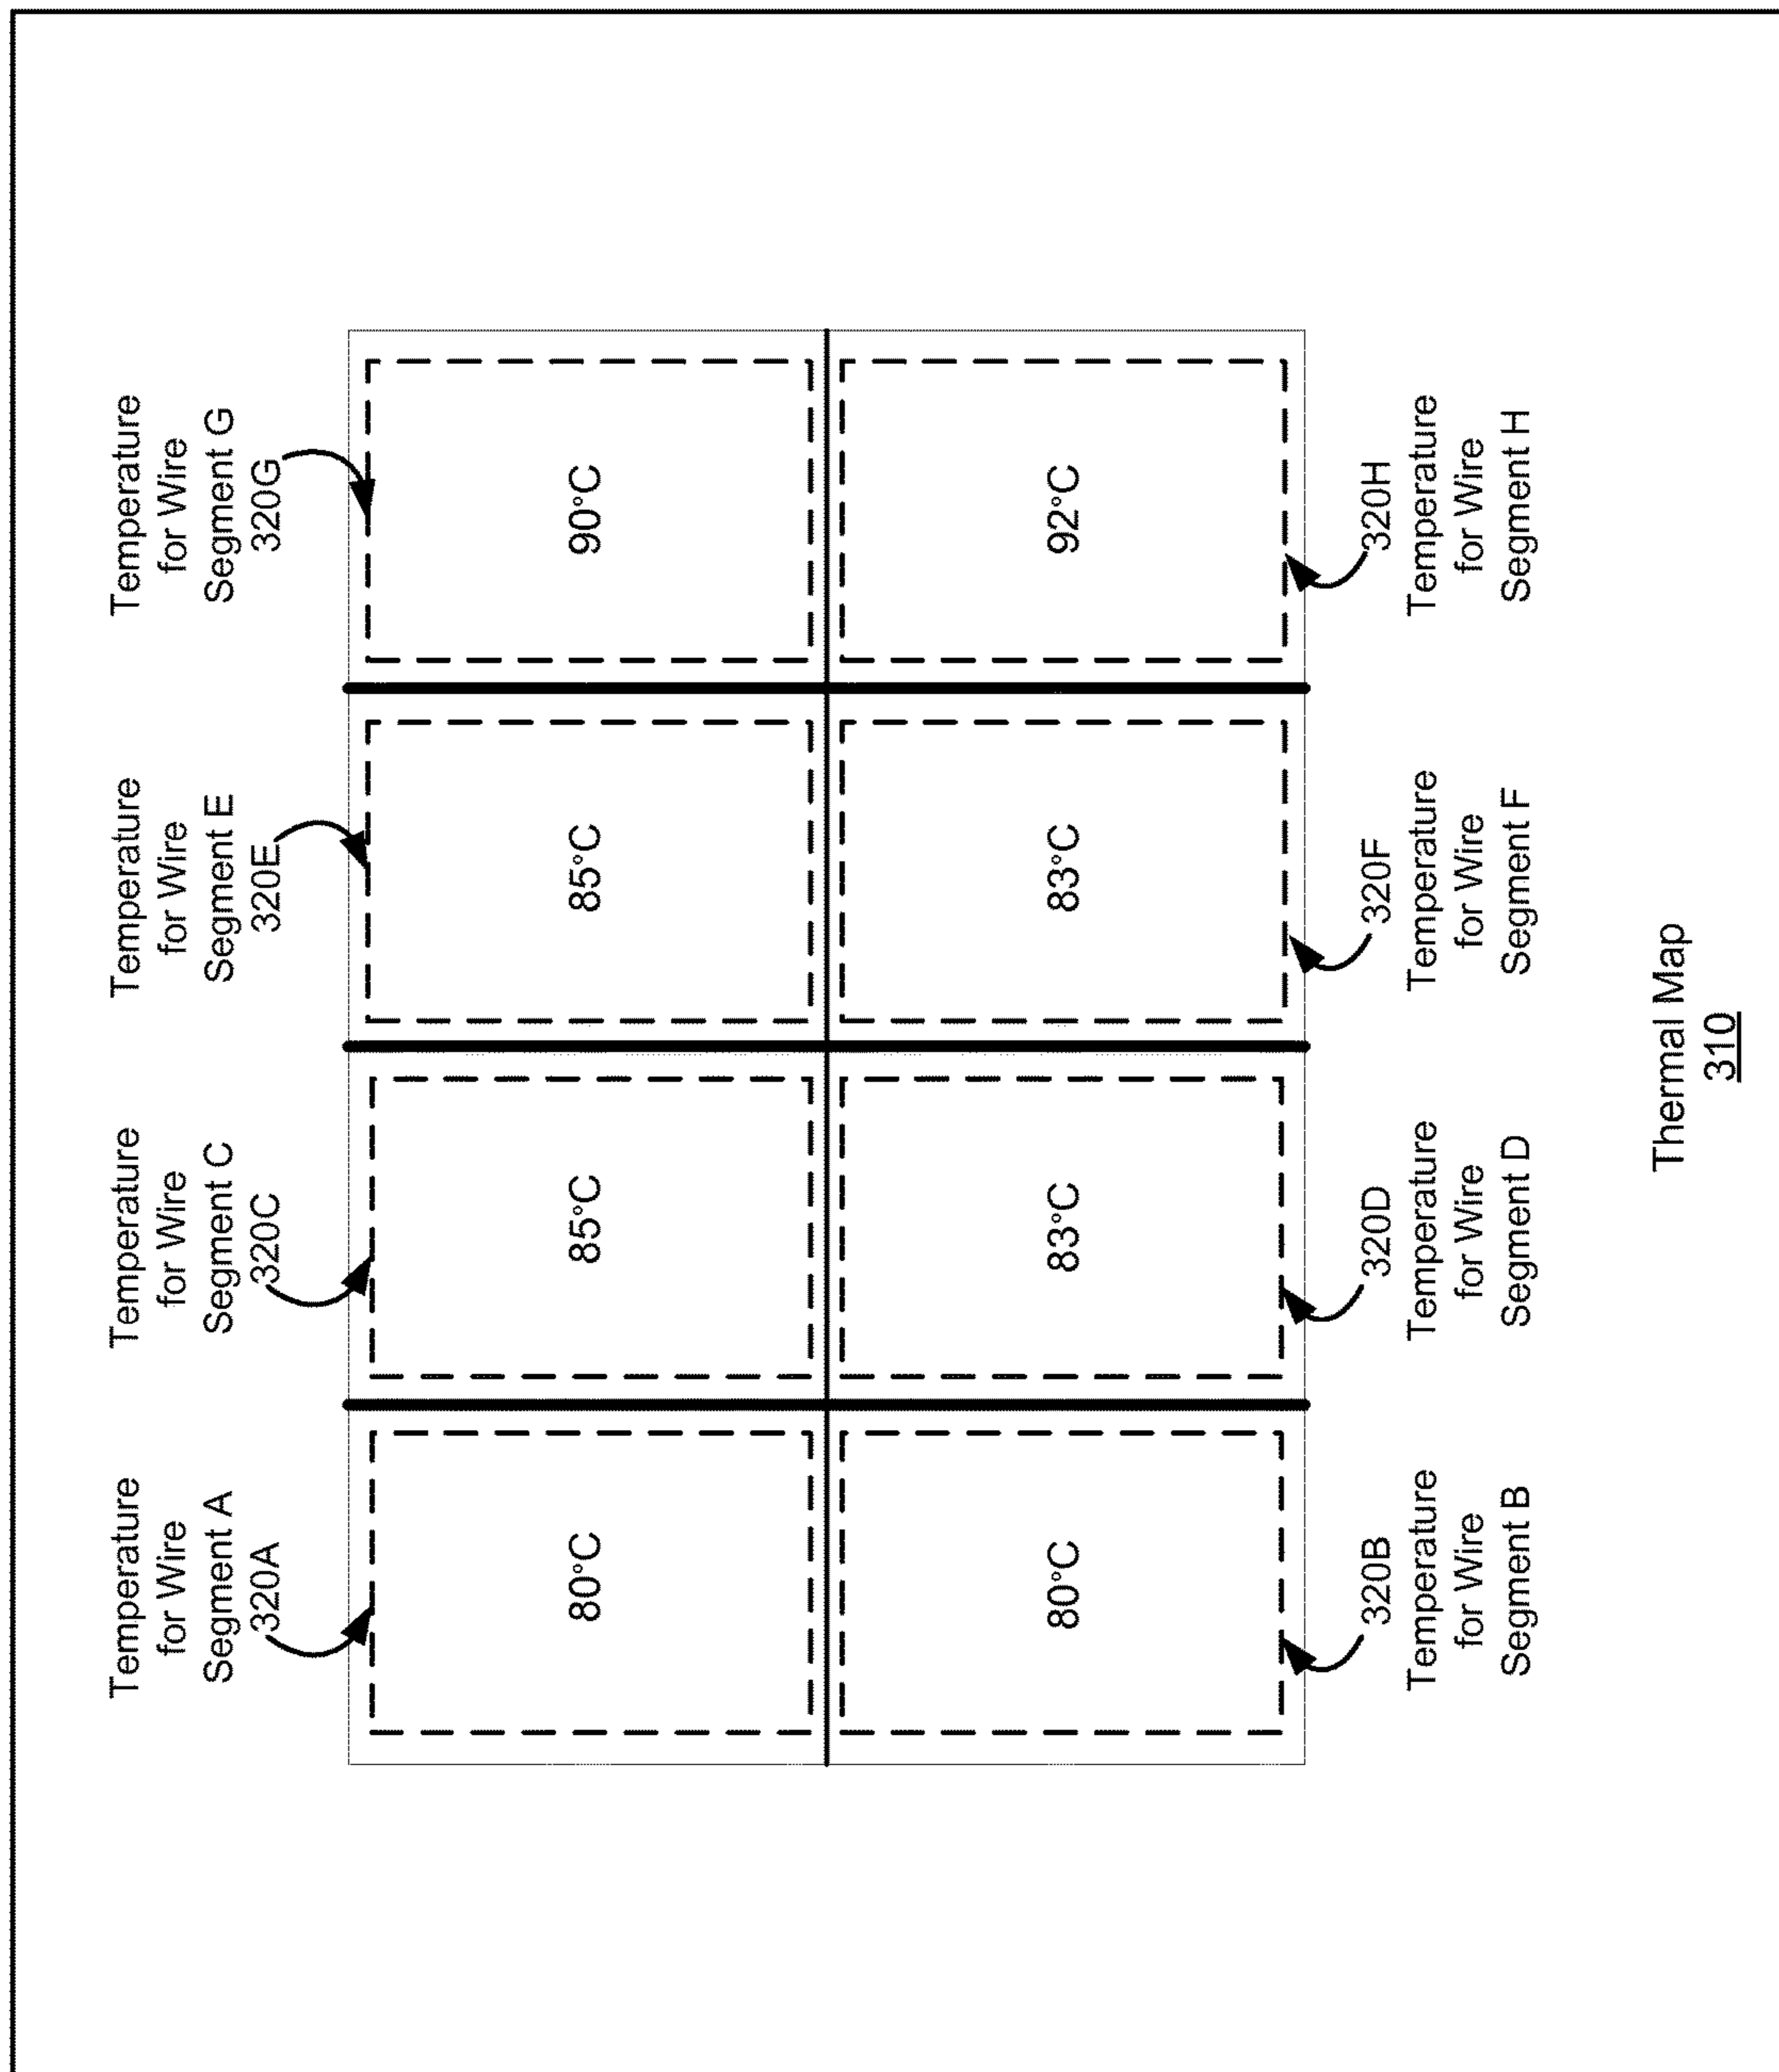 Temperature
for Wire
Segment A
320A
Temperature
for Wire
Segment C
320C
Temperature
for Wire
Segment E
320E
Temperature
for Wire
Segment G
320G
80°C
85°C
85°C
90°C
80°C
83°C
83°C
92°C
320B
Temperature
for Wire
Segment B
320D
Temperature
for Wire
Segment D
320F
Temperature
for Wire
Segment F
320H
Temperature
for Wire
Segment H
Thermal Map
310